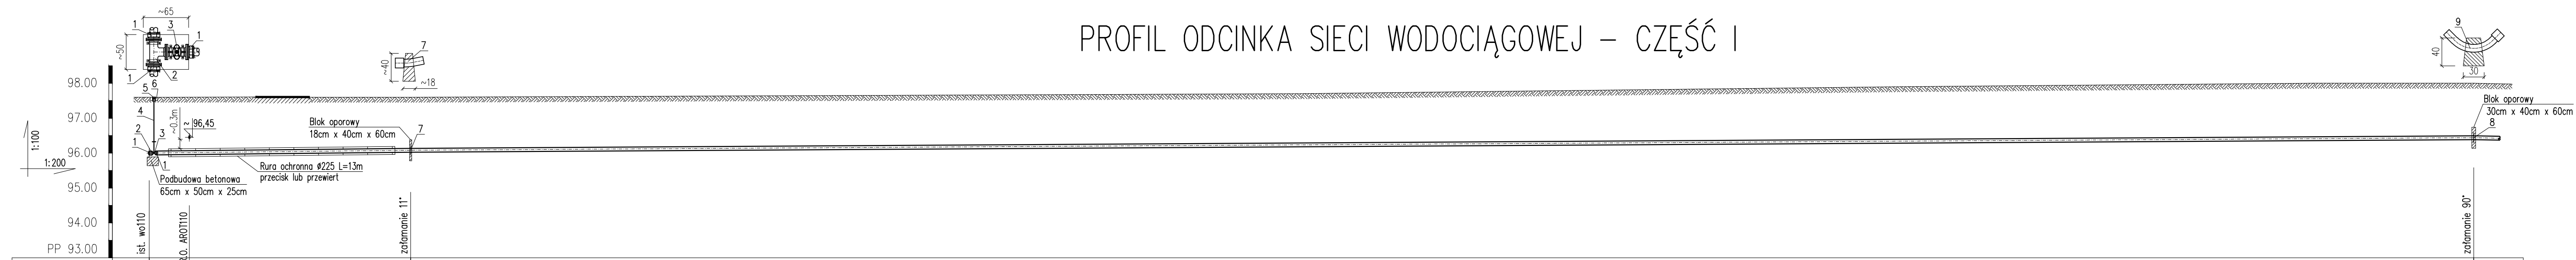 PROFIL ODCINKA SIECI WODOCIĄGOWEJ – CZĘŚĆ I
~65
1
3
1
~50
1
2
7
~40
~18
9
40
30
98.00
97.00
96.00
95.00
94.00
PP 93.00
1:100
1:200
5
6
4
2
3
1
1
~0.3m
~ 96,45
Blok oporowy
18cm x 40cm x 60cm
7
Rura ochronna Ø225 L=13m
przecisk lub przewiert
Podbudowa betonowa
65cm x 50cm x 25cm
Blok oporowy
30cm x 40cm x 60cm
8
ist. wo110
R.O. AROT110
załamanie 11°
załamanie 90°